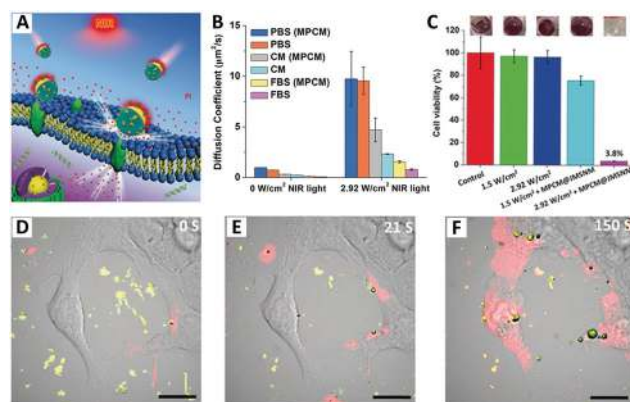 A
NIR
PI
B
Diffusion Coefficient (μm²/s)
15
10
5
0
PBS (MPCM)
PBS
CM (MPCM)
CM
FBS (MPCM)
FBS
0 W/cm² NIR light
2.92 W/cm² NIR light
C
Cell viability (%)
120
100
80
60
40
20
0
3.8%
Control
1.5 W/cm²
2.92 W/cm²
1.5 W/cm² + MPCM@JMSNM
2.92 W/cm² + MPCM@JMSNM
D
0 S
E
21 S
F
150 S